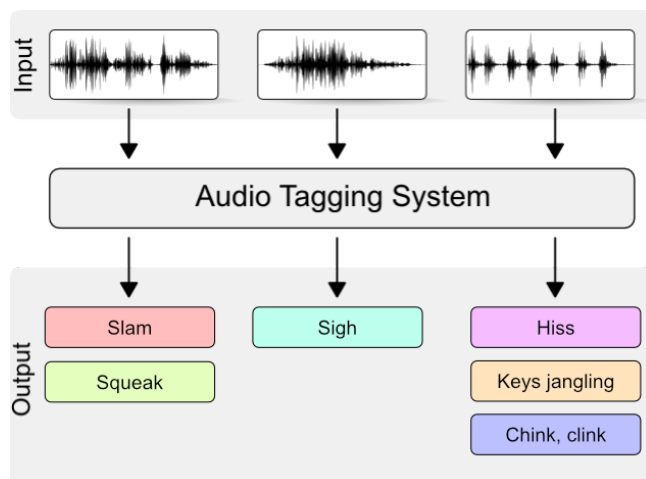 Input
Audio Tagging System
Output
Slam
Sigh
Hiss
Squeak
Keys jangling
Chink, clink